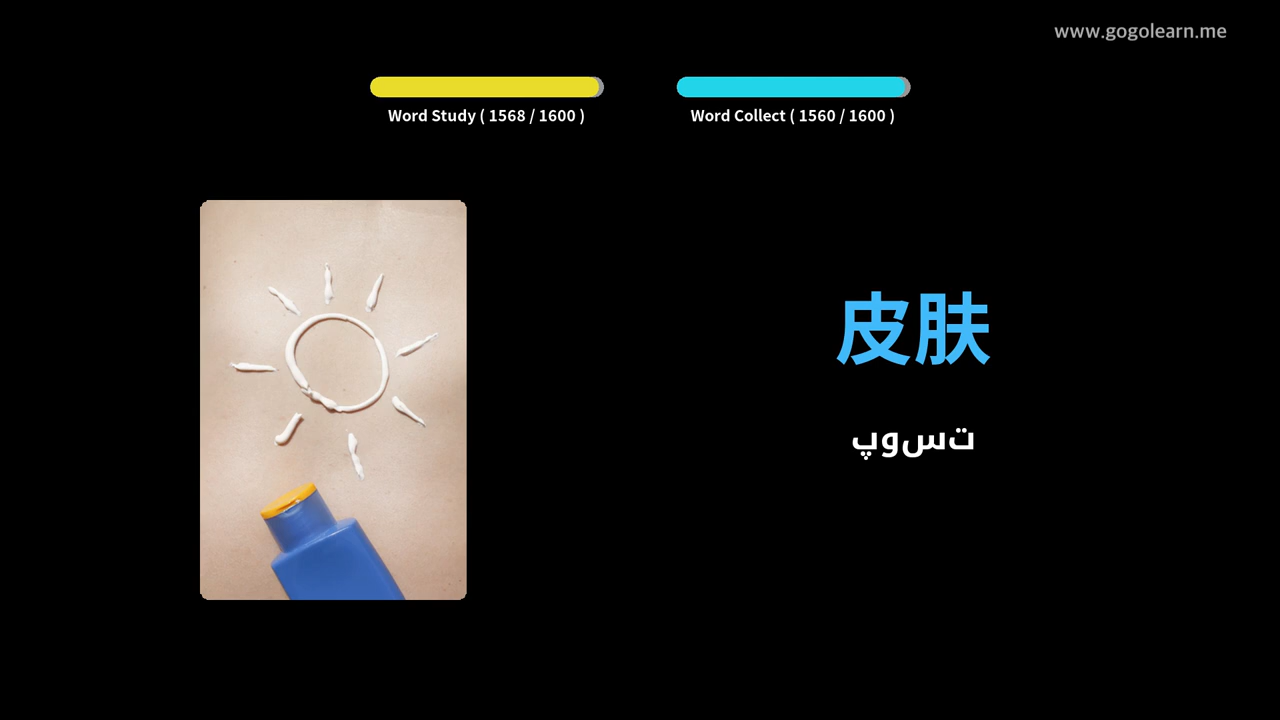 www.gogolearn.me
Word Study ( 1568 / 1600 )
Word Collect ( 1560 / 1600 )
皮肤
تسوپ